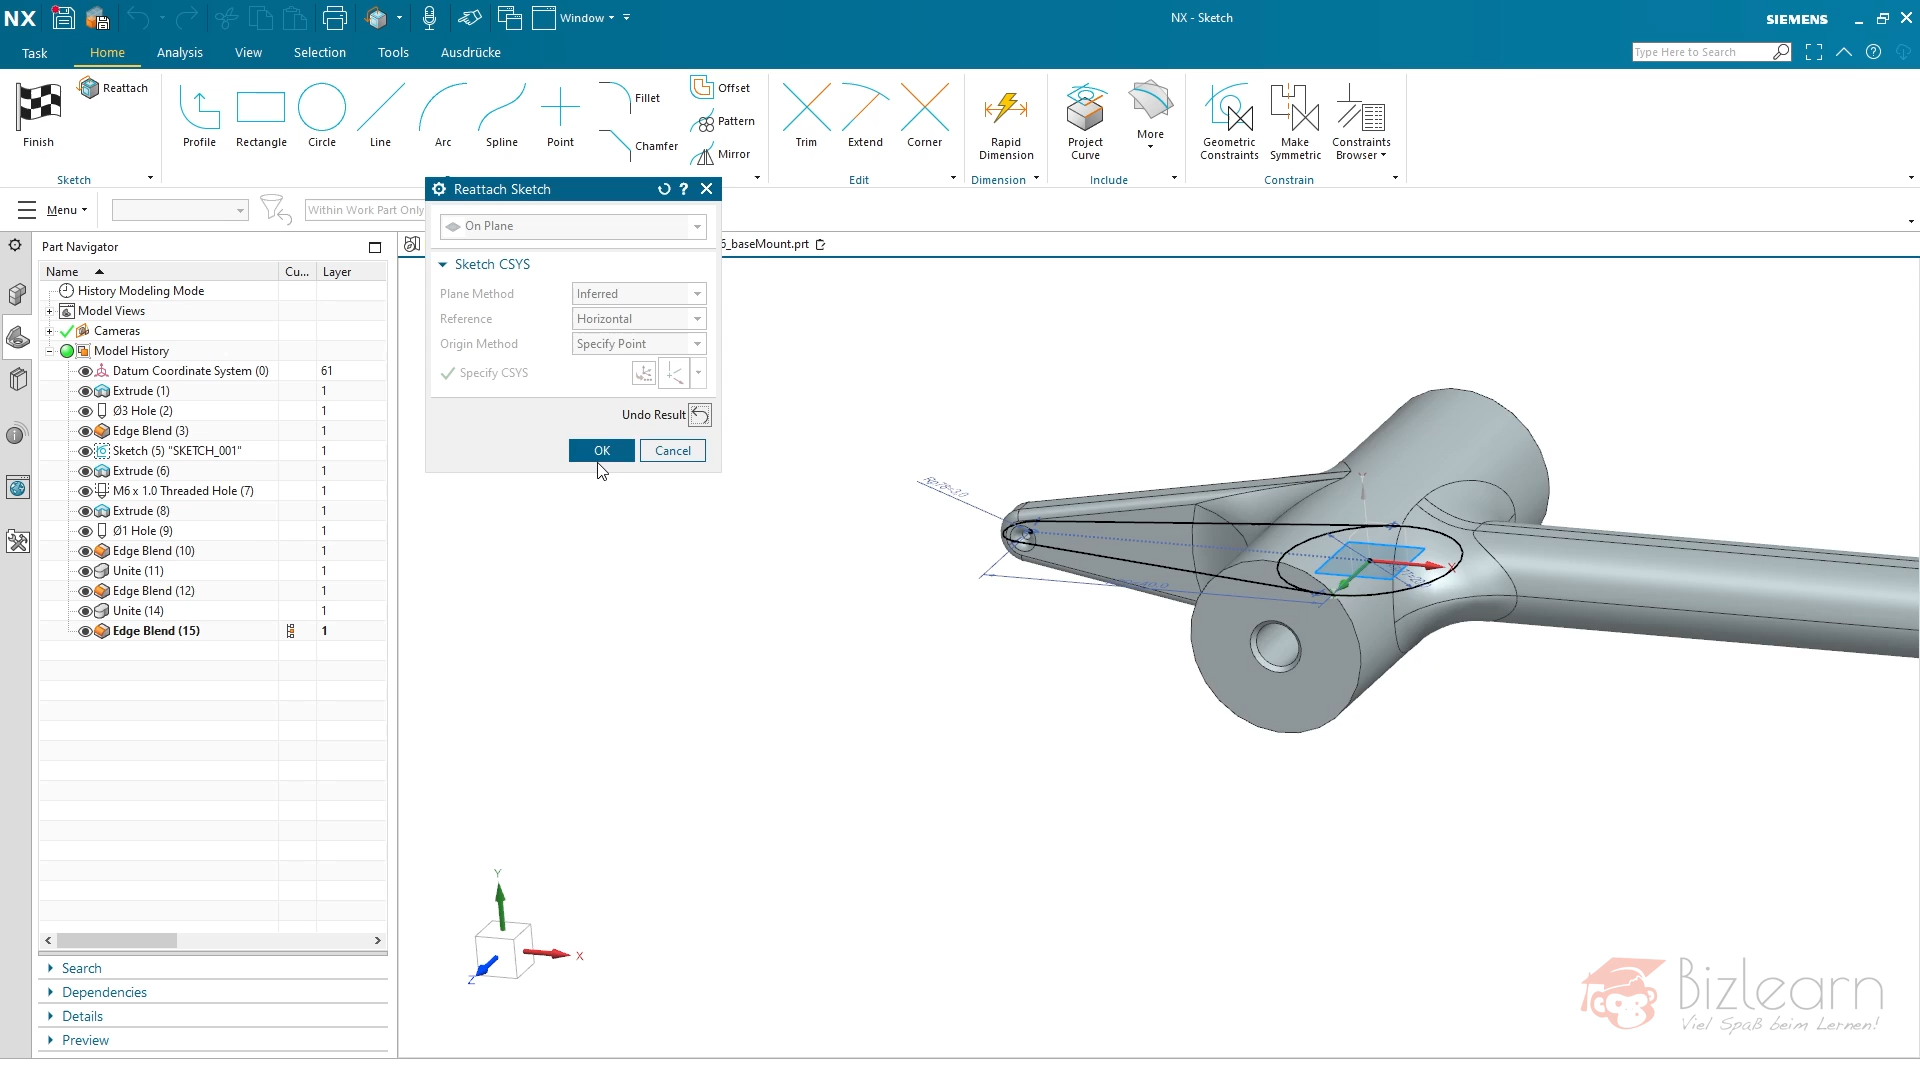 NX
Window
NX - Sketch
SIEMENS
Task
Home
Analysis
View
Selection
Tools
Ausdrücke
Type Here to Search
Finish
Reattach
Profile
Rectangle
Circle
Line
Arc
Spline
Point
Fillet
Chamfer
Offset
Pattern
Mirror
Trim
Extend
Corner
Rapid
Dimension
Project
Curve
More
Geometric
Constraints
Make
Symmetric
Constraints
Browser
Sketch
Edit
Dimension
Include
Constrain
Menu
Within Work Part Only
Reattach Sketch
On Plane
Sketch CSYS
Plane Method
Inferred
Reference
Horizontal
Origin Method
Specify Point
Specify CSYS
Undo Result
OK
Cancel
6_baseMount.prt
Part Navigator
Name
Cu...
Layer
History Modeling Mode
Model Views
Cameras
Model History
Datum Coordinate System (0) 61
Extrude (1) 1
Ø3 Hole (2) 1
Edge Blend (3) 1
Sketch (5) "SKETCH_001" 1
Extrude (6) 1
M6 x 1.0 Threaded Hole (7) 1
Extrude (8) 1
Ø1 Hole (9) 1
Edge Blend (10) 1
Unite (11) 1
Edge Blend (12) 1
Unite (14) 1
Edge Blend (15) 1
Search
Dependencies
Details
Preview
Y
X
Z
X
Y
Bizlearn
Viel Spaß beim Lernen!